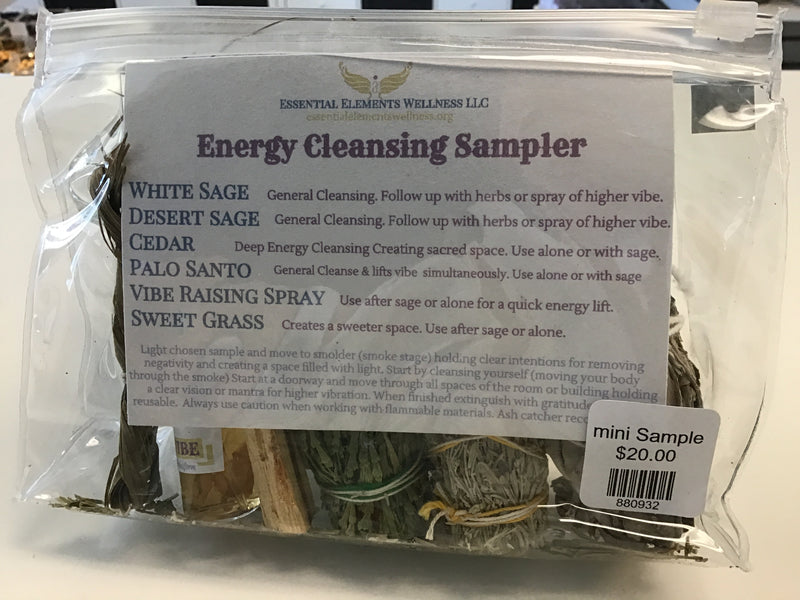 ESSENTIAL ELEMENTS WELLNESS LLC
essentialelementswellness.org
Energy Cleansing Sampler
WHITE SAGE General Cleansing. Follow up with herbs or spray of higher vibe.
DESERT SAGE General Cleansing. Follow up with herbs or spray of higher vibe.
CEDAR Deep Energy Cleansing Creating sacred space. Use alone or with sage.
PALO SANTO General Cleanse & lifts vibe simultaneously. Use alone or with sage
VIBE RAISING SPRAY Use after sage or alone for a quick energy lift.
SWEET GRASS Creates a sweeter space. Use after sage or alone.
Light chosen sample and move to smolder (smoke stage) holding clear intentions for removing
negativity and creating a space filled with light. Start by cleansing yourself (moving your body
through the smoke) Start at a doorway and move through all spaces of the room or building holding
a clear vision or mantra for higher vibration. When finished extinguish with
reusable. Always use caution when working with flammable materials. Ash catcher
mini Sample
$20.00
880932